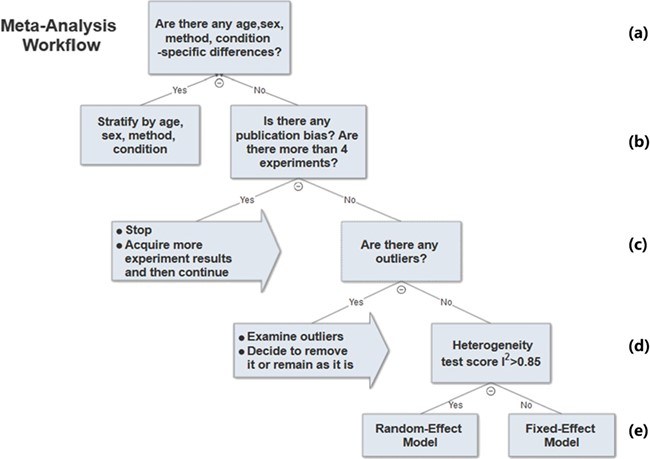 Meta-Analysis
Workflow
Are there any age,sex,
method, condition
-specific differences?
(a)
Yes
No
Stratify by age,
sex, method,
condition
Is there any
publication bias? Are
there more than 4
experiments?
(b)
Yes
No
• Stop
• Acquire more
experiment results
and then continue
Are there any
outliers?
(c)
Yes
No
• Examine outliers
• Decide to remove
it or remain as it is
Heterogeneity
test score I²>0.85
(d)
Yes
No
Random-Effect
Model
Fixed-Effect
Model
(e)